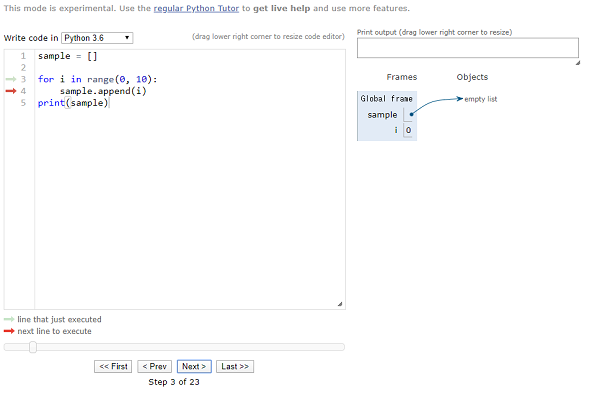 This mode is experimental. Use the regular Python Tutor to get live help and use more features.
Write code in Python 3.6
(drag lower right corner to resize code editor)
1 sample = []
2
3 for i in range(0, 10):
4 sample.append(i)
5 print(sample)
line that just executed
next line to execute
<< First
< Prev
Next >
Last >>
Step 3 of 23
Print output (drag lower right corner to resize)
Frames
Objects
Global frame
sample
empty list
i 0